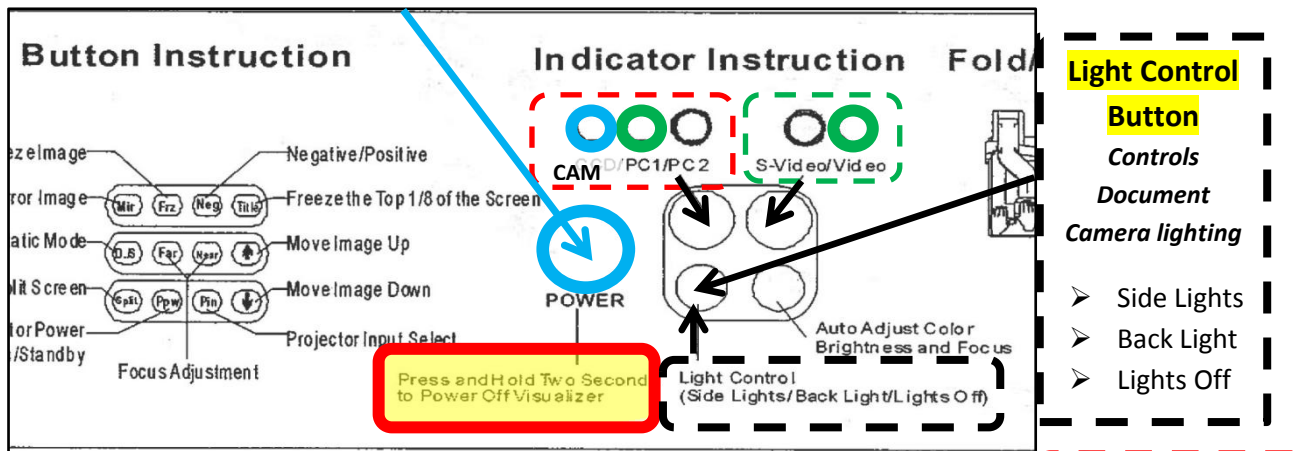 Button Instruction
Indicator Instruction
Fold/
Light Control
Button
Controls
Document
Camera lighting
Side Lights
Back Light
Lights Off
CAM
CD/PC1/PC2
S-Video/Video
ezeImage
Negative/Positive
ror Image
Mir
Frz
Neg
Title
Freeze the Top 1/8 of the Screen
atic Mode
Far
Near
Move Image Up
lit Screen
Split
Ppw
Pin
Move Image Down
tor Power
s/Standby
Projector Input Select
Focus Adjustment
POWER
Press and Hold Two Second
to Power Off Visualizer
Auto Adjust Color
Brightness and Focus
Light Control
(Side Lights/Back Light/Lights Off)